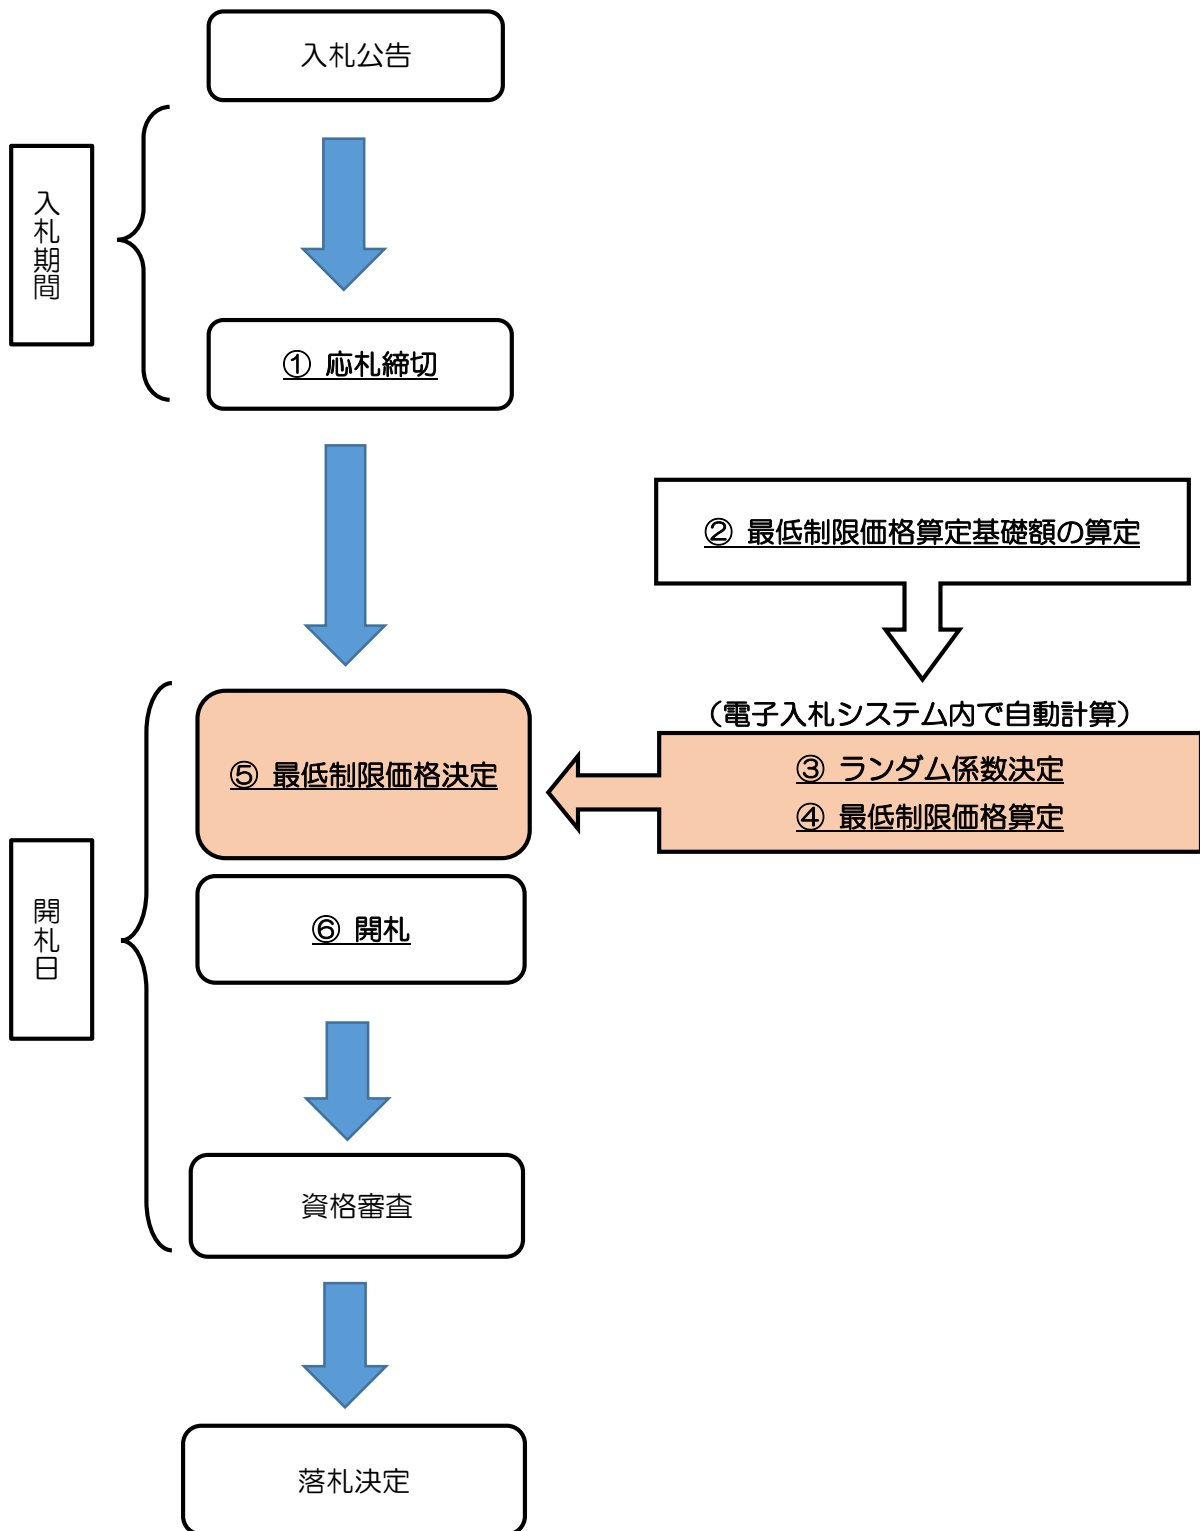 入札公告
入札期間
① 応札締切
② 最低制限価格算定基礎額の算定
（電子入札システム内で自動計算）
③ ランダム係数決定
④ 最低制限価格算定
⑤ 最低制限価格決定
⑥ 開札
開札日
資格審査
落札決定